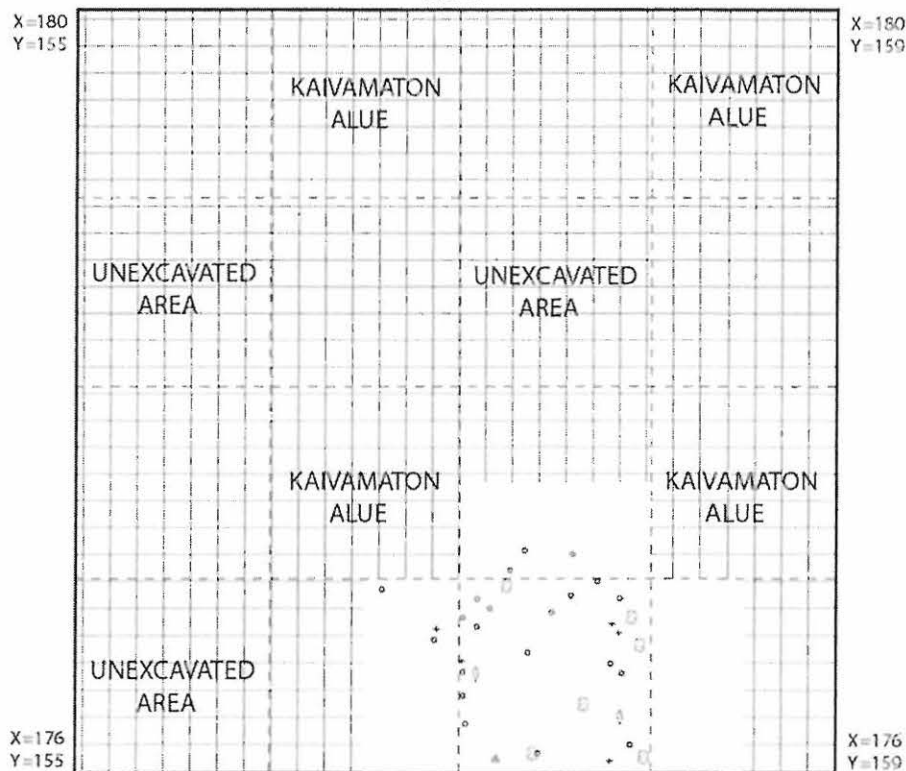 X=180
Y=155
X=180
Y=159
KAIVAMATON
ALUE
KAIVAMATON
ALUE
UNEXCAVATED
AREA
UNEXCAVATED
AREA
KAIVAMATON
ALUE
KAIVAMATON
ALUE
UNEXCAVATED
AREA
X=176
Y=155
X=176
Y=159